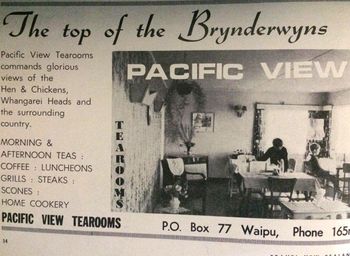 The top of the Brynderwyns
Pacific View Tearooms
commands glorious
views of the
Hen & Chickens,
Whangarei Heads and
the surrounding
country.
MORNING &
AFTERNOON TEAS :
COFFEE : LUNCHEONS
GRILLS : STEAKS :
SCONES :
HOME COOKERY
PACIFIC VIEW TEAROOMS
PACIFIC VIEW
TEAROOMS
P.O. Box 77 Waipu, Phone 165
14